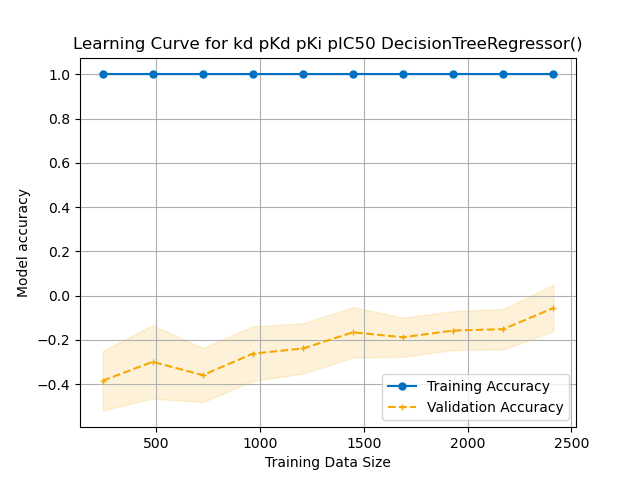 Learning Curve for kd pKd pKi pIC50 DecisionTreeRegressor()
1.0
0.8
0.6
0.4
0.2
0.0
−0.2
−0.4
Model accuracy
Training Accuracy
Validation Accuracy
500 1000 1500 2000 2500
Training Data Size